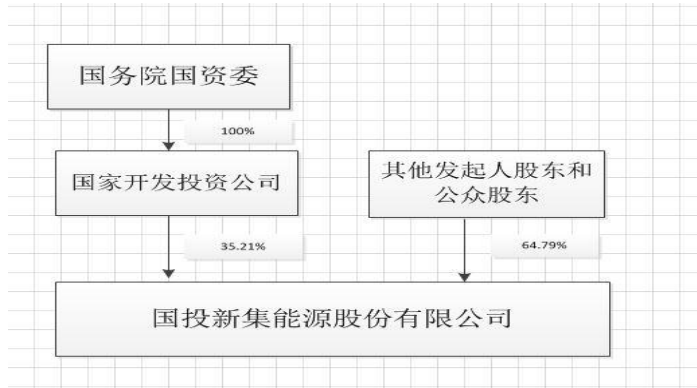 国务院国资委
100%
国家开发投资公司
其他发起人股东和
公众股东
35.21%
64.79%
国投新集能源股份有限公司